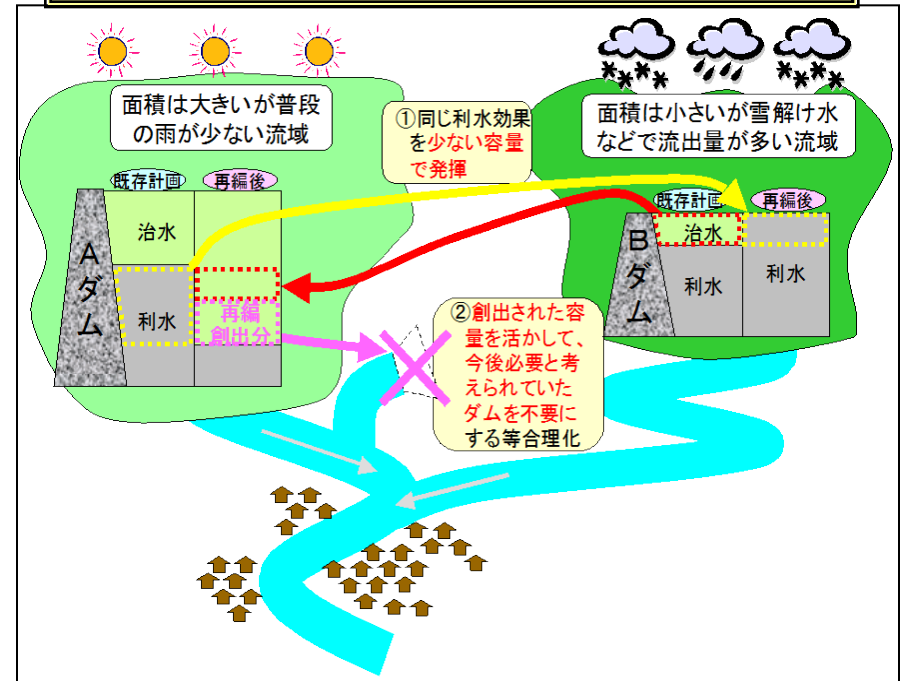 面積は大きいが普段
の雨が少ない流域
①同じ利水効果
を少ない容量
で発揮
面積は小さいが雪解け水
などで流出量が多い流域
既存計画
再編後
Aダム
治水
利水
再編
創出分
既存計画
再編後
Bダム
治水
利水
利水
②創出された容
量を活かして、
今後必要と考
えられていた
ダムを不要に
する等合理化